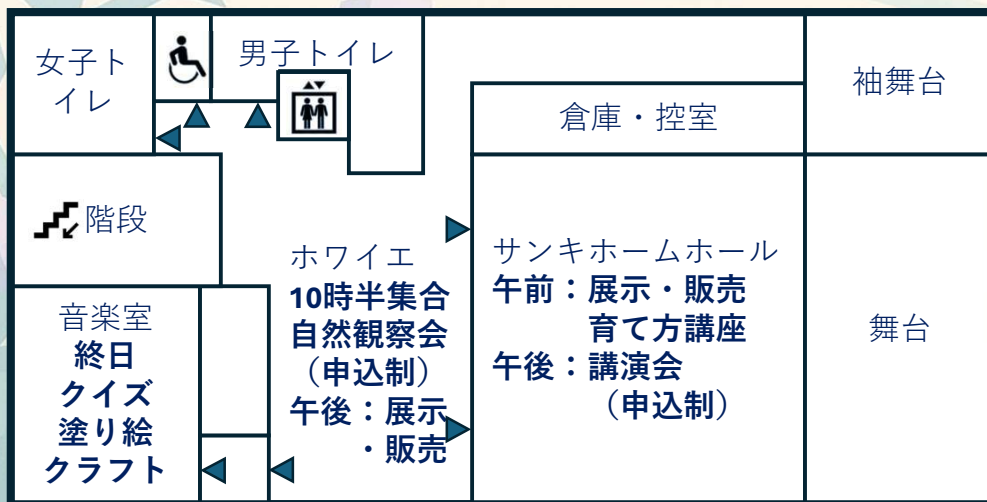 女子ト
イレ
男子トイレ
倉庫・控室
袖舞台
階段
ホワイエ
10時半集合
自然観察会
（申込制）
午後：展示
・販売
サンキホームホール
午前：展示・販売
育て方講座
午後：講演会
（申込制）
舞台
音楽室
終日
クイズ
塗り絵
クラフト